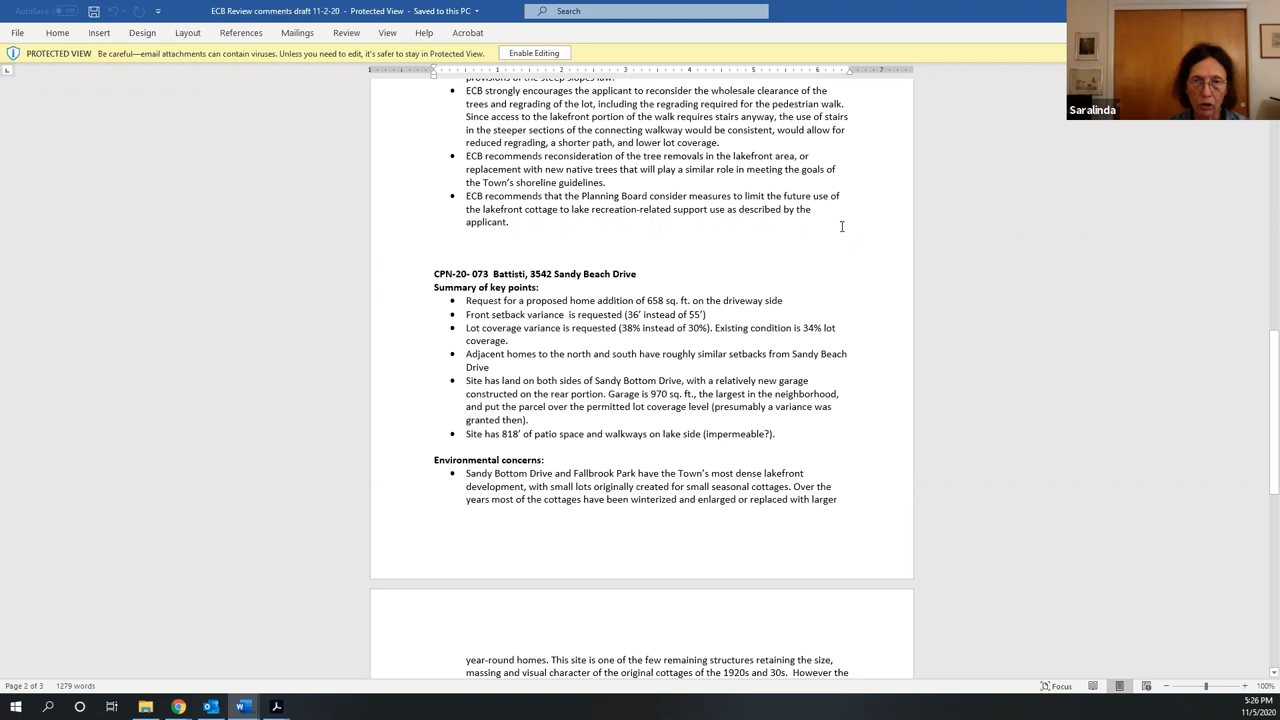 AutoSave Off
ECB Review comments draft 11-2-20 - Protected View - Saved to this PC
Search
File Home Insert Design Layout References Mailings Review View Help Acrobat
PROTECTED VIEW Be careful—email attachments can contain viruses. Unless you need to edit, it's safer to stay in Protected View. Enable Editing
1 1 2 3 4 5 6 7
Saralinda
provisions of the steep slopes law.
• ECB strongly encourages the applicant to reconsider the wholesale clearance of the
trees and regrading of the lot, including the regrading required for the pedestrian walk.
Since access to the lakefront portion of the walk requires stairs anyway, the use of stairs
in the steeper sections of the connecting walkway would be consistent, would allow for
reduced regrading, a shorter path, and lower lot coverage.
• ECB recommends reconsideration of the tree removals in the lakefront area, or
replacement with new native trees that will play a similar role in meeting the goals of
the Town's shoreline guidelines.
• ECB recommends that the Planning Board consider measures to limit the future use of
the lakefront cottage to lake recreation-related support use as described by the
applicant.
CPN-20- 073 Battisti, 3542 Sandy Beach Drive
Summary of key points:
• Request for a proposed home addition of 658 sq. ft. on the driveway side
• Front setback variance is requested (36' instead of 55')
• Lot coverage variance is requested (38% instead of 30%). Existing condition is 34% lot
coverage.
• Adjacent homes to the north and south have roughly similar setbacks from Sandy Beach
Drive
• Site has land on both sides of Sandy Bottom Drive, with a relatively new garage
constructed on the rear portion. Garage is 970 sq. ft., the largest in the neighborhood,
and put the parcel over the permitted lot coverage level (presumably a variance was
granted then).
• Site has 818' of patio space and walkways on lake side (impermeable?).
Environmental concerns:
• Sandy Bottom Drive and Fallbrook Park have the Town's most dense lakefront
development, with small lots originally created for small seasonal cottages. Over the
years most of the cottages have been winterized and enlarged or replaced with larger
year-round homes. This site is one of the few remaining structures retaining the size,
massing and visual character of the original cottages of the 1920s and 30s. However the
Page 2 of 3 1279 words
Focus
100%
5:26 PM
11/5/2020